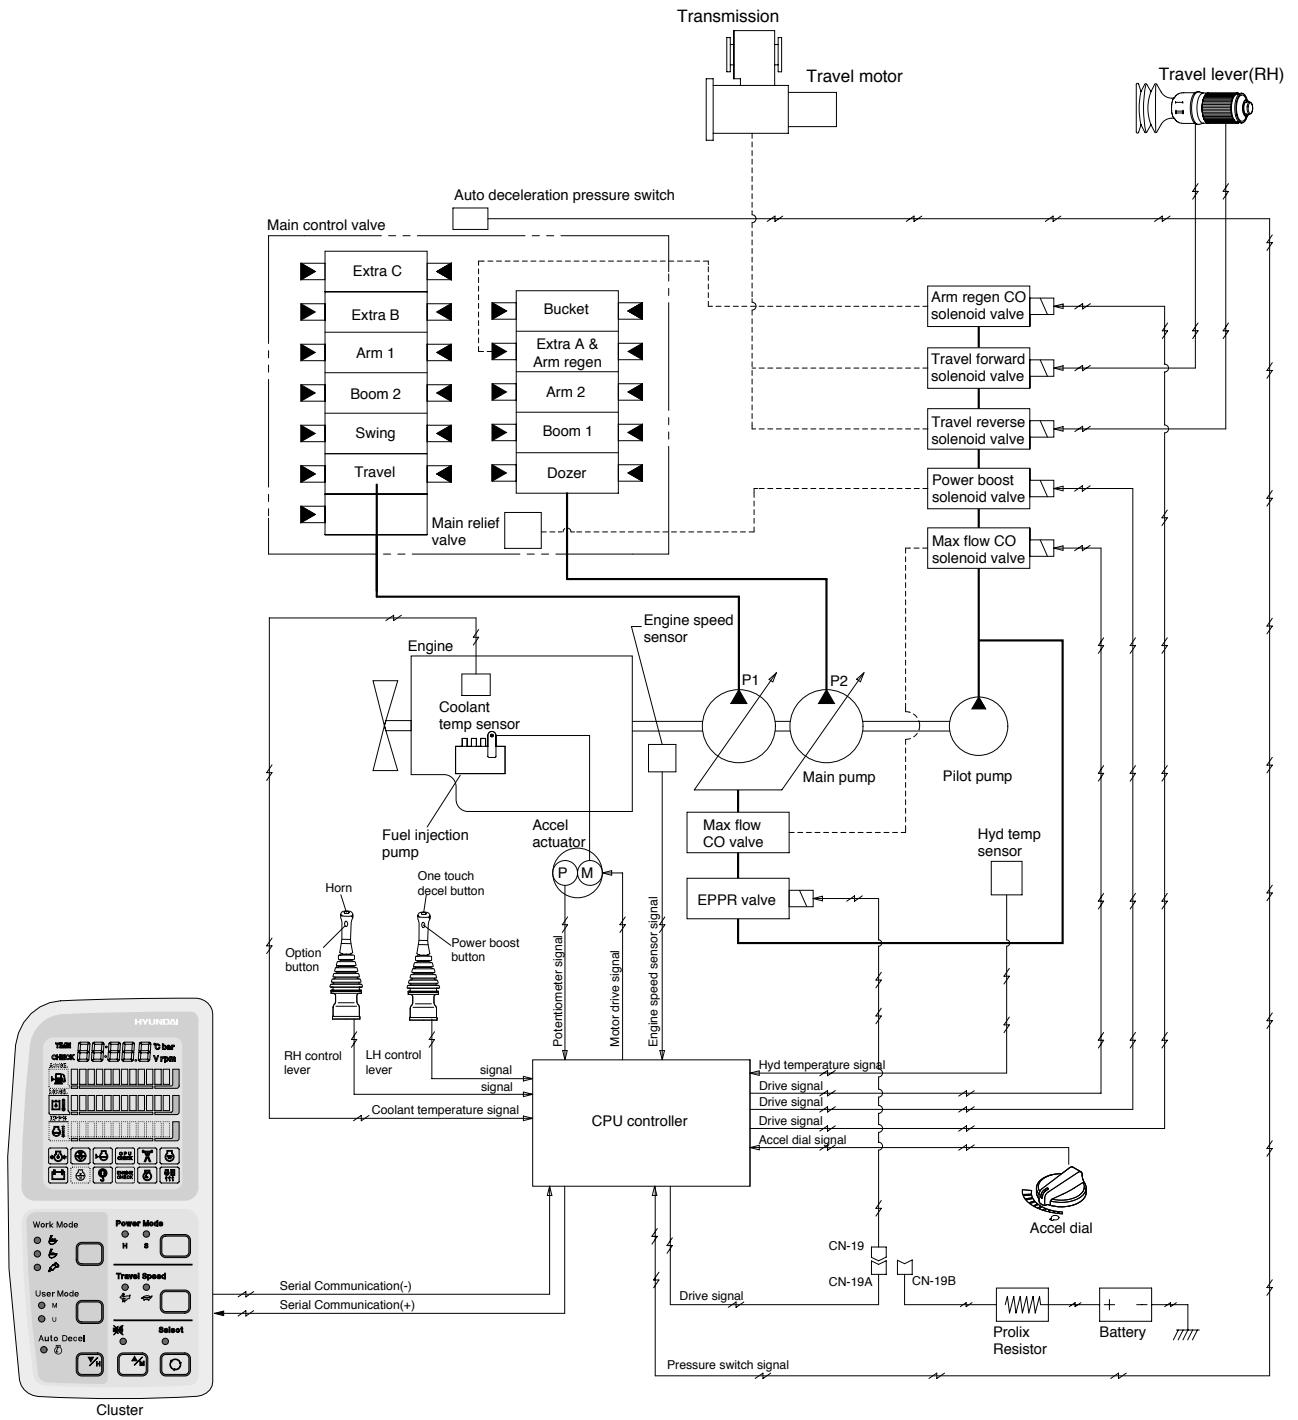 Transmission
Travel motor
Travel lever(RH)
Auto deceleration pressure switch
Main control valve
Extra C
Extra B
Arm 1
Boom 2
Swing
Travel
Bucket
Extra A &
Arm regen
Arm 2
Boom 1
Dozer
Main relief
valve
Arm regen CO
solenoid valve
Travel forward
solenoid valve
Travel reverse
solenoid valve
Power boost
solenoid valve
Max flow CO
solenoid valve
Engine speed
sensor
Engine
Coolant
temp sensor
P1
P2
Main pump
Pilot pump
Fuel injection
pump
Accel
actuator
P
M
Max flow
CO valve
EPPR valve
Hyd temp
sensor
Horn
Option
button
One touch
decel button
Power boost
button
RH control
lever
LH control
lever
Potentiometer signal
Motor drive signal
Engine speed sensor signal
signal
signal
Coolant temperature signal
CPU controller
Hyd temperature signal
Drive signal
Drive signal
Drive signal
Accel dial signal
Accel dial
CN-19
CN-19A
CN-19B
Drive signal
Prolix
Resistor
+
-
Battery
Pressure switch signal
Serial Communication(-)
Serial Communication(+)
HYUNDAI
TIME
CHECK
°C bar
V rpm
CPU
CHECK
ENGINE
CHECK
Work Mode
Power Mode
H
S
Travel Speed
User Mode
M
U
Auto Decel
Select
▼/H
▲/M
Cluster